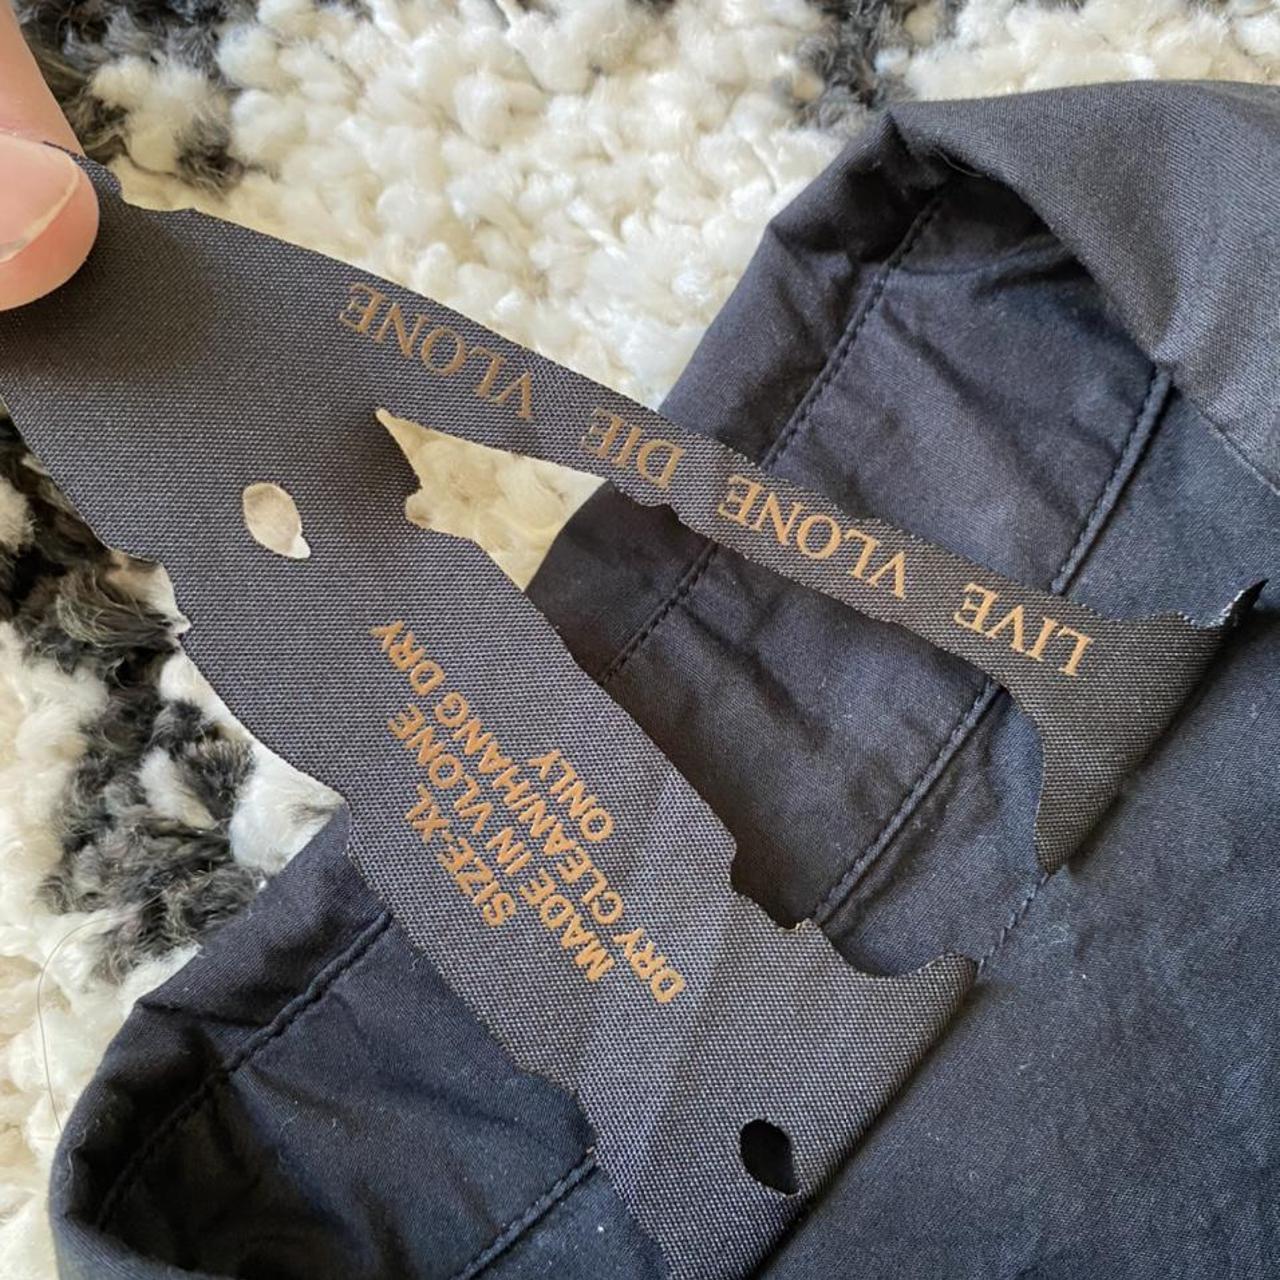 LIVE VLONE DIE VLONE
SIZE-XL
MADE IN VLONE
DRY CLEAN/HANG DRY
ONLY